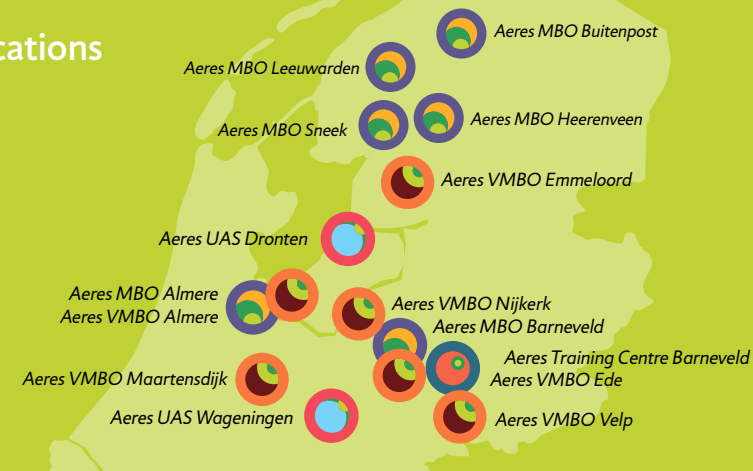 cations
Aeres MBO Buitenpost
Aeres MBO Leeuwarden
Aeres MBO Heerenveen
Aeres MBO Sneek
Aeres VMBO Emmeloord
Aeres UAS Dronten
Aeres MBO Almere
Aeres VMBO Almere
Aeres VMBO Nijkerk
Aeres MBO Barneveld
Aeres Training Centre Barneveld
Aeres VMBO Maartensdijk
Aeres VMBO Ede
Aeres UAS Wageningen
Aeres VMBO Velp